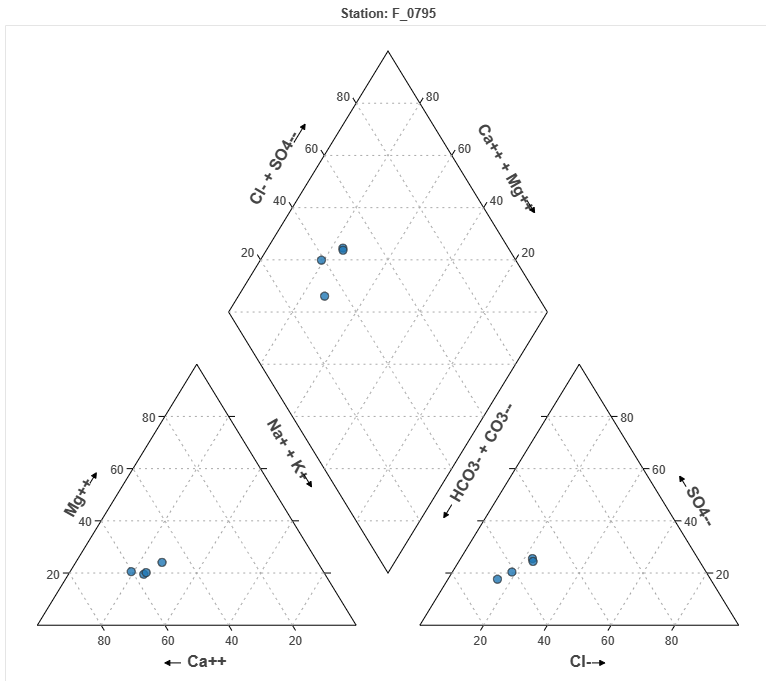 Station: F_0795
80 80
Cl- + SO4--
Ca++ + Mg++
60 60
40 40
20 20
80 80
Na+ + K+
HCO3- + CO3--
60 60
Mg++
SO4--
40 40
20 20
80 60 40 20 20 40 60 80
Ca++
Cl-